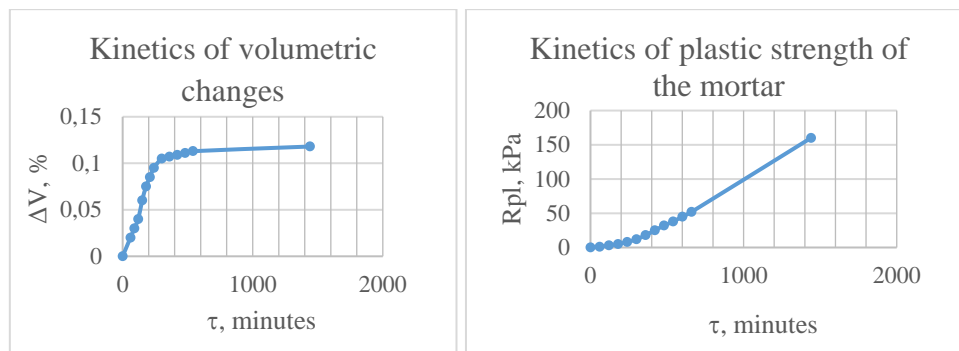 Kinetics of volumetric
changes
0,15
0,1
0,05
0
ΔV, %
0
1000
2000
τ, minutes
Kinetics of plastic strength of
the mortar
200
150
100
50
0
Rpl, kPa
0
1000
2000
τ, minutes